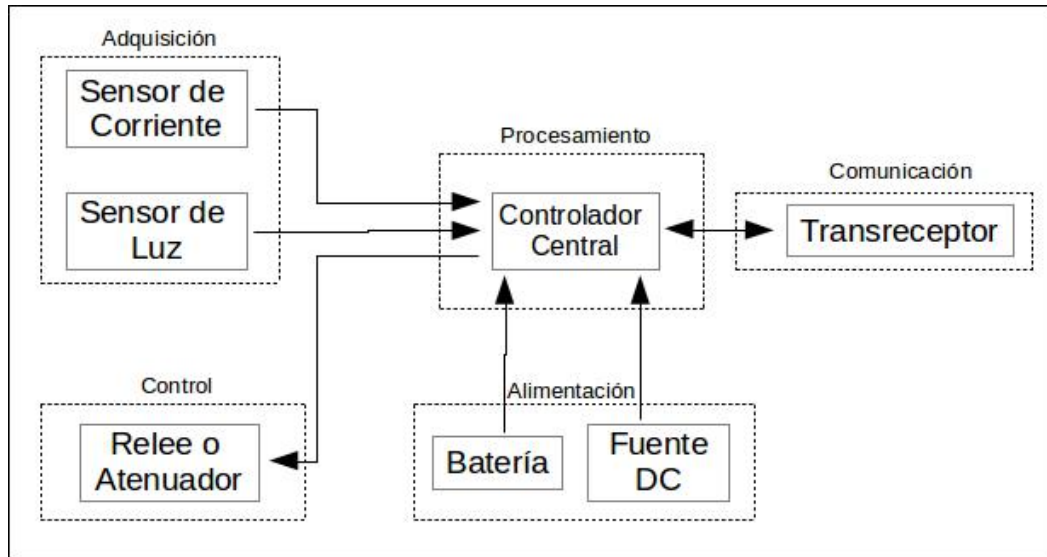 Adquisición
Sensor de
Corriente
Sensor de
Luz
Procesamiento
Controlador
Central
Comunicación
Transreceptor
Control
Relee o
Atenuador
Alimentación
Batería
Fuente
DC